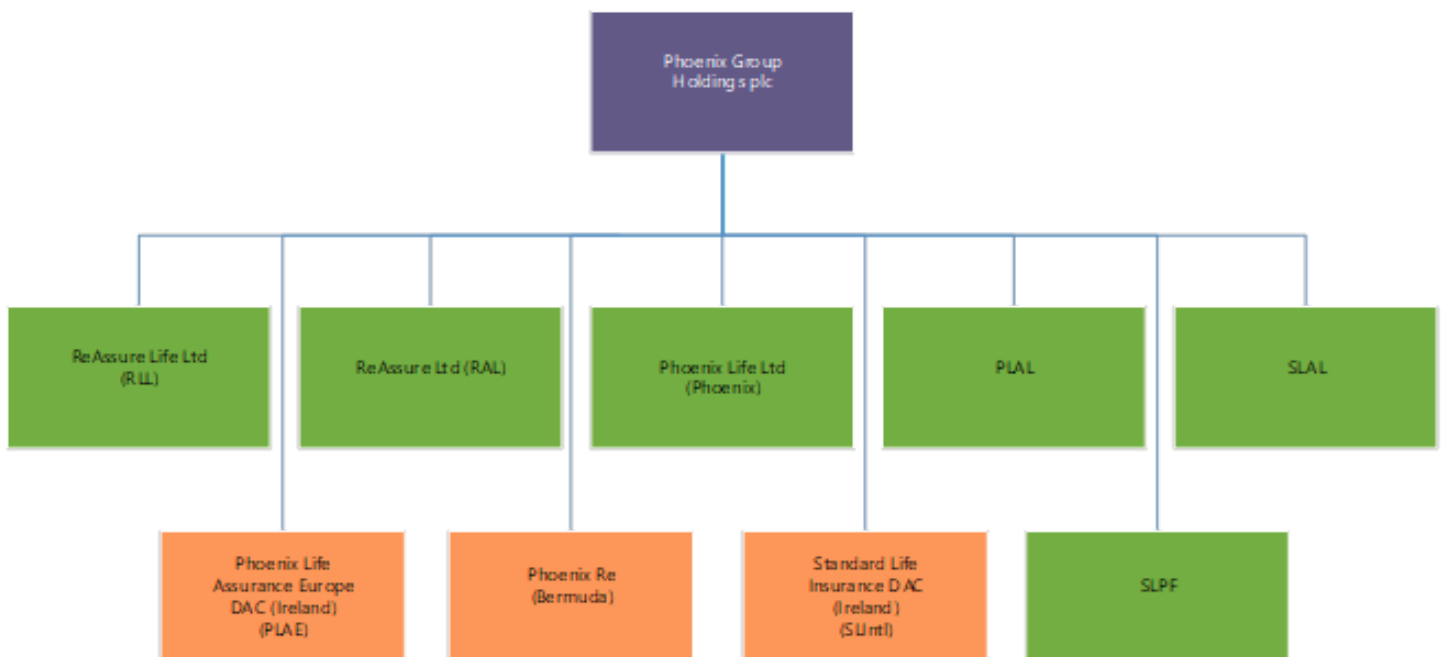 Phoenix Group
Holdings plc
ReAssure Life Ltd
(RLL)
ReAssure Ltd (RAL)
Phoenix Life Ltd
(Phoenix)
PLAL
SLAL
Phoenix Life
Assurance Europe
DAC (Ireland)
(PLAE)
Phoenix Re
(Bermuda)
Standard Life
Insurance DAC
(Ireland)
(SLIntl)
SLPF